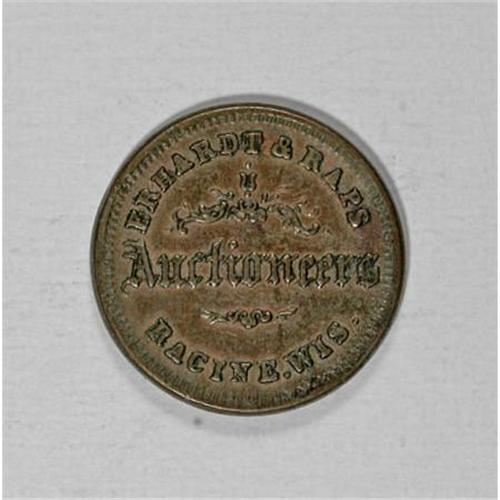 ERHARDT & RAPS
Auctioneers
RACINE, WIS.